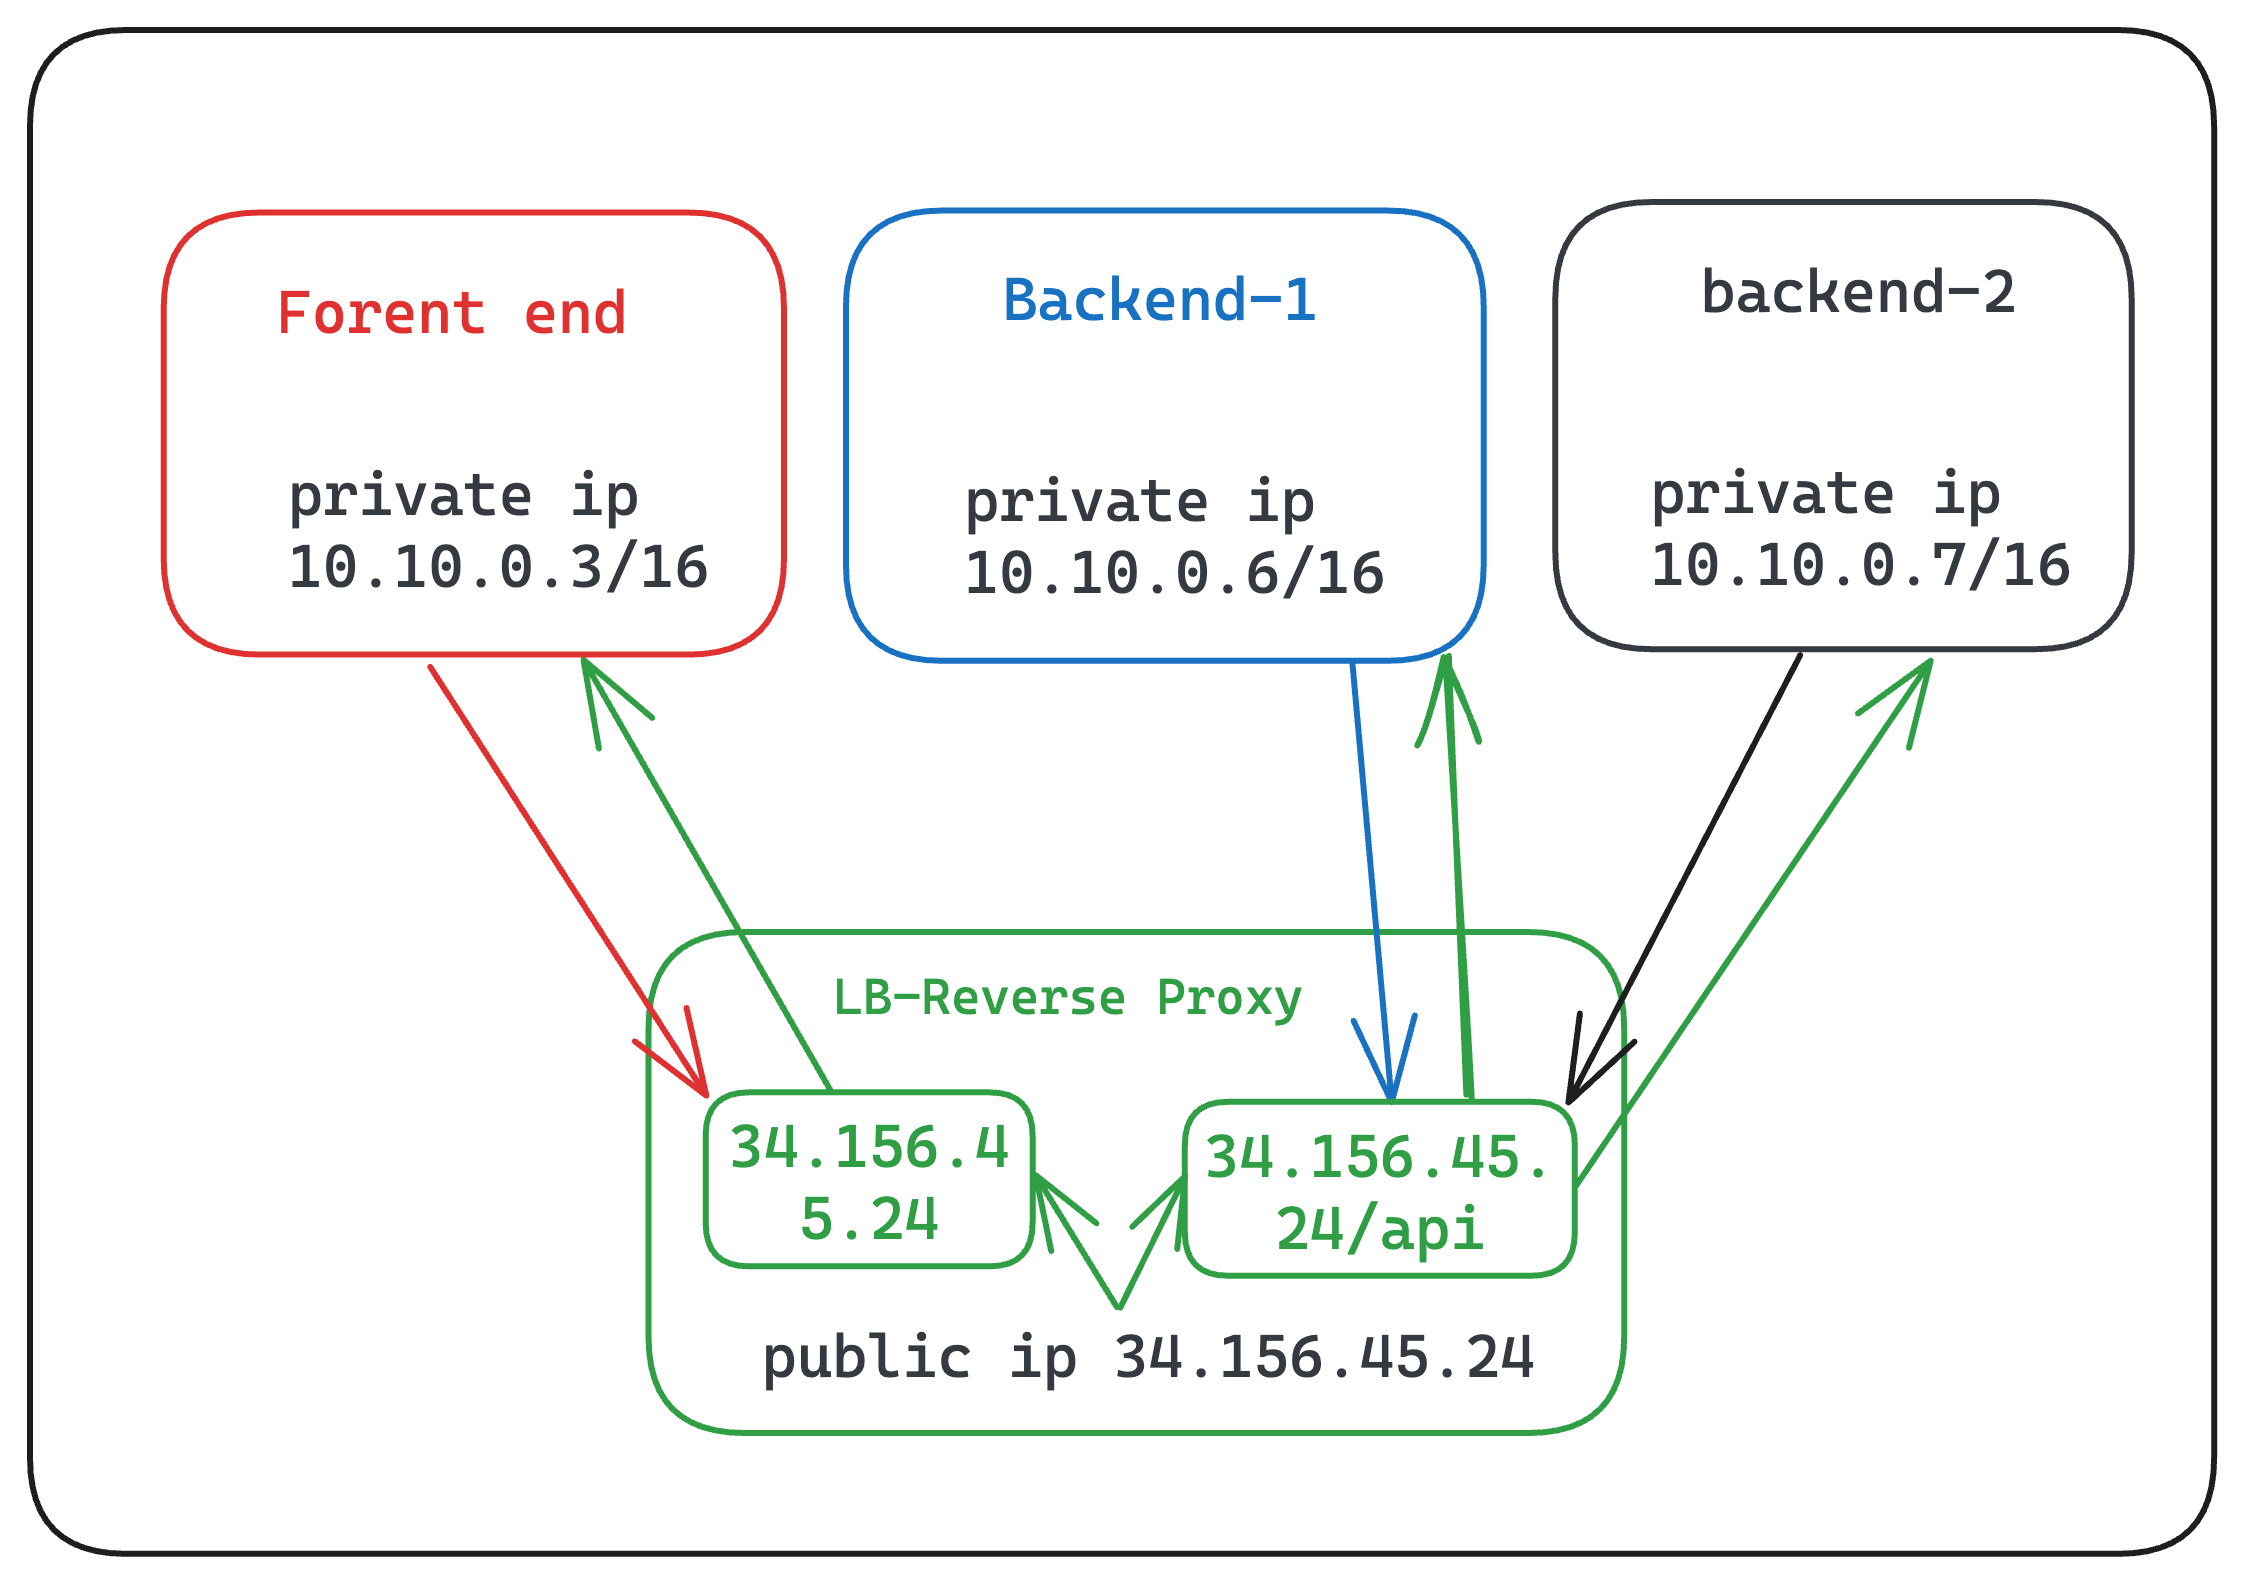 Forent end
private ip
10.10.0.3/16
Backend-1
private ip
10.10.0.6/16
backend-2
private ip
10.10.0.7/16
LB-Reverse Proxy
34.156.4
5.24
34.156.45.
24/api
public ip 34.156.45.24